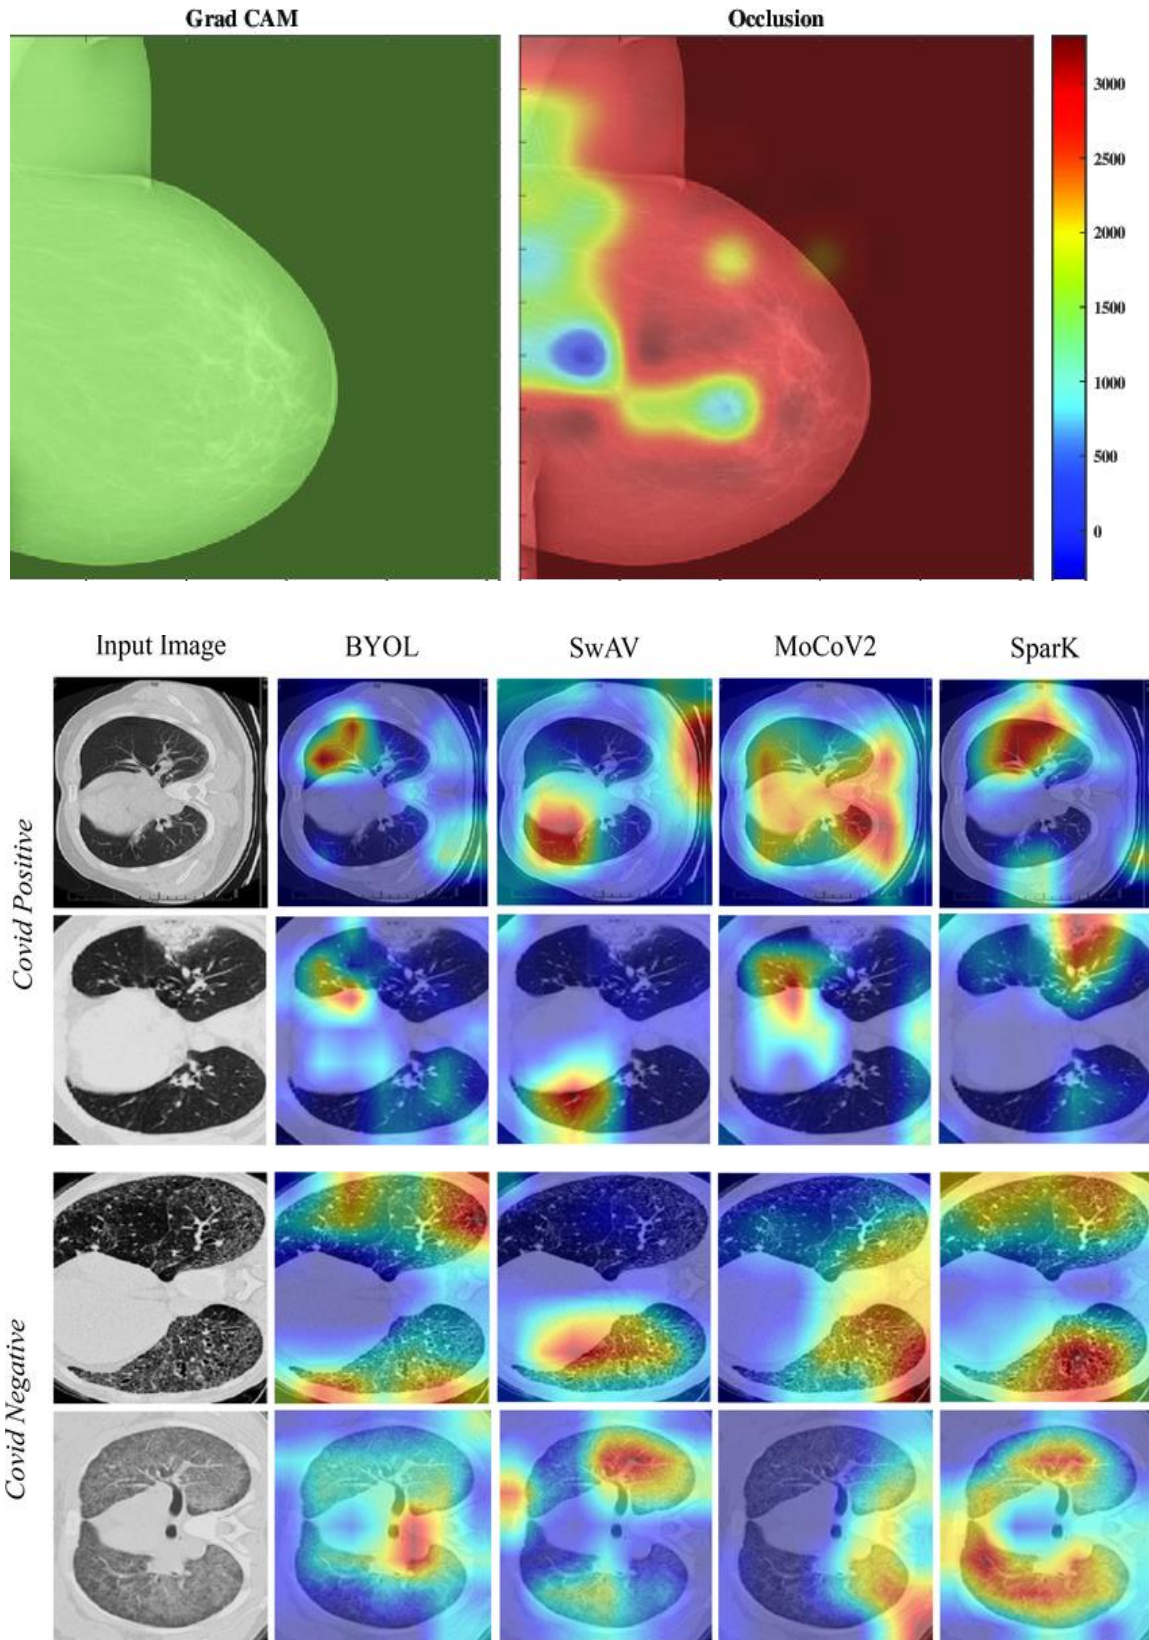 Grad CAM
Occlusion
3000
2500
2000
1500
1000
500
0
Input Image
BYOL
SwAV
MoCoV2
SparK
Covid Positive
Covid Negative